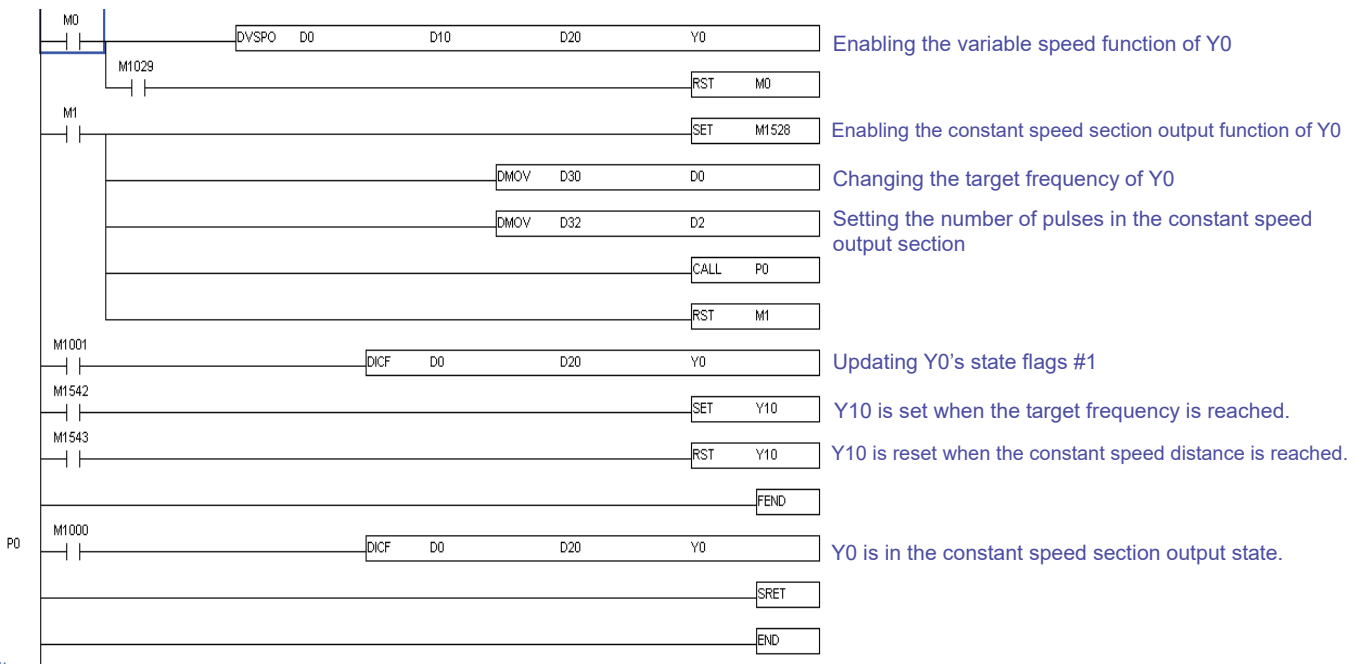 M0
DVSPO D0 D10 D20 Y0 Enabling the variable speed function of Y0
M1029
RST M0
M1
SET M1528 Enabling the constant speed section output function of Y0
DMOV D30 D0 Changing the target frequency of Y0
DMOV D32 D2 Setting the number of pulses in the constant speed
output section
CALL P0
RST M1
M1001
DICF D0 D20 Y0 Updating Y0’s state flags #1
M1542
SET Y10 Y10 is set when the target frequency is reached.
M1543
RST Y10 Y10 is reset when the constant speed distance is reached.
FEND
M1000
P0 DICF D0 D20 Y0 Y0 is in the constant speed section output state.
SRET
END